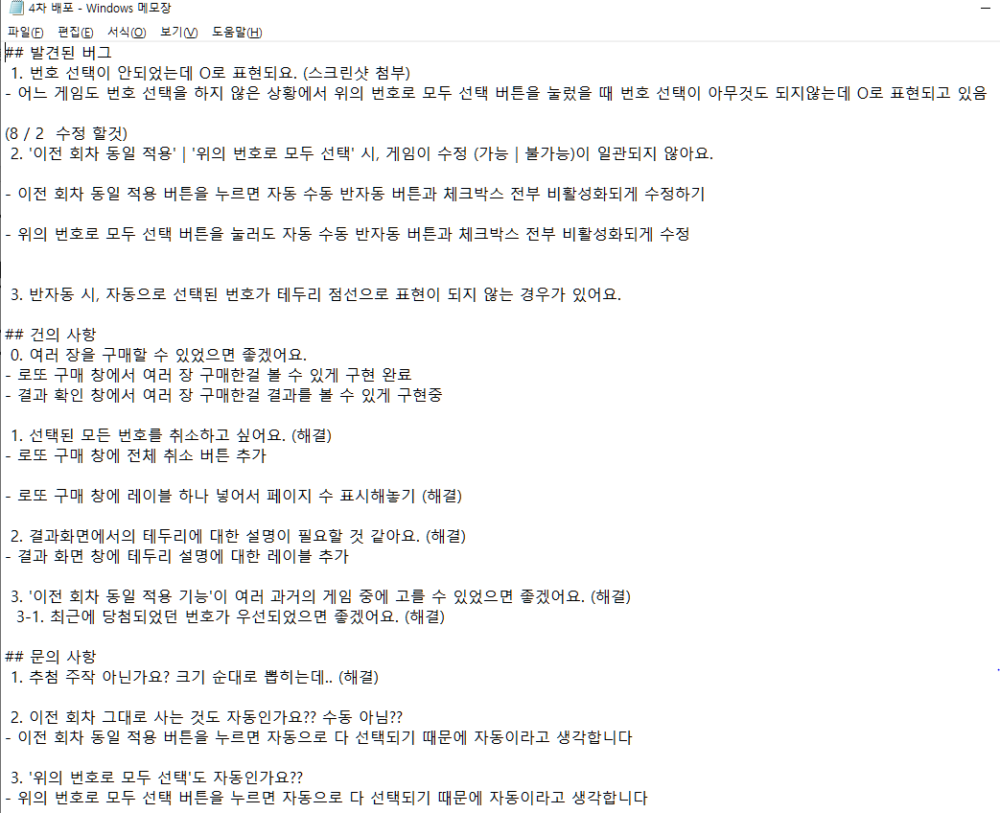 4차 배포 - Windows 메모장
파일(F) 편집(E) 서식(O) 보기(V) 도움말(H)
## 발견된 버그
1. 번호 선택이 안되었는데 O로 표현되요. (스크린샷 첨부)
- 어느 게임도 번호 선택을 하지 않은 상황에서 위의 번호로 모두 선택 버튼을 눌렀을 때 번호 선택이 아무것도 되지않는데 O로 표현되고 있음
(8 / 2  수정 할것)
2. '이전 회차 동일 적용' | '위의 번호로 모두 선택' 시, 게임이 수정 (가능 | 불가능)이 일관되지 않아요.
- 이전 회차 동일 적용 버튼을 누르면 자동 수동 반자동 버튼과 체크박스 전부 비활성화되게 수정하기
- 위의 번호로 모두 선택 버튼을 눌러도 자동 수동 반자동 버튼과 체크박스 전부 비활성화되게 수정
3. 반자동 시, 자동으로 선택된 번호가 테두리 점선으로 표현이 되지 않는 경우가 있어요.
## 건의 사항
0. 여러 장을 구매할 수 있었으면 좋겠어요.
- 로또 구매 창에서 여러 장 구매한걸 볼 수 있게 구현 완료
- 결과 확인 창에서 여러 장 구매한걸 결과를 볼 수 있게 구현중
1. 선택된 모든 번호를 취소하고 싶어요. (해결)
- 로또 구매 창에 전체 취소 버튼 추가
- 로또 구매 창에 레이블 하나 넣어서 페이지 수 표시해놓기 (해결)
2. 결과화면에서의 테두리에 대한 설명이 필요할 것 같아요. (해결)
- 결과 화면 창에 테두리 설명에 대한 레이블 추가
3. '이전 회차 동일 적용 기능'이 여러 과거의 게임 중에 고를 수 있었으면 좋겠어요. (해결)
3-1. 최근에 당첨되었던 번호가 우선되었으면 좋겠어요. (해결)
## 문의 사항
1. 추첨 주작 아닌가요? 크기 순대로 뽑히는데.. (해결)
2. 이전 회차 그대로 사는 것도 자동인가요?? 수동 아님??
- 이전 회차 동일 적용 버튼을 누르면 자동으로 다 선택되기 때문에 자동이라고 생각합니다
3. '위의 번호로 모두 선택'도 자동인가요??
- 위의 번호로 모두 선택 버튼을 누르면 자동으로 다 선택되기 때문에 자동이라고 생각합니다